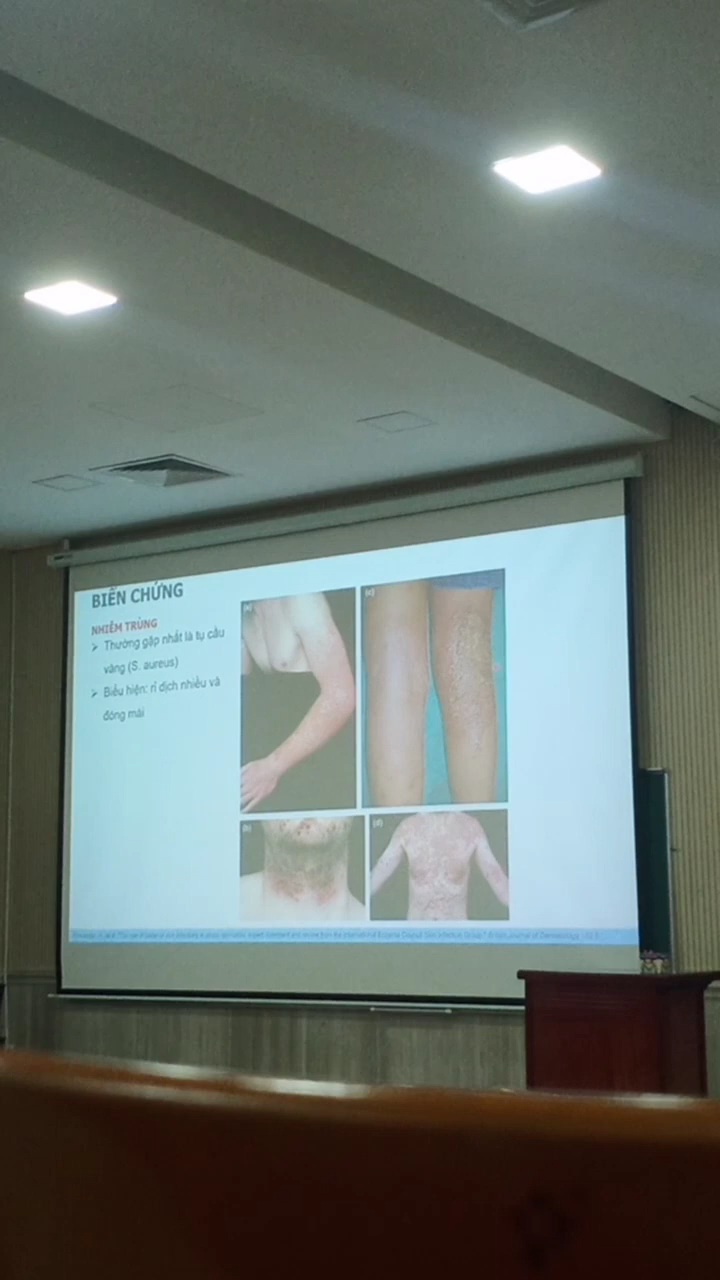 BIẾN CHỨNG
NHIỄM TRÙNG
➢ Thường gặp nhất là tụ cầu
vàng (S. aureus)
➢ Biểu hiện: rỉ dịch nhiều và
đóng mài
(a)
(c)
(b)
(d)